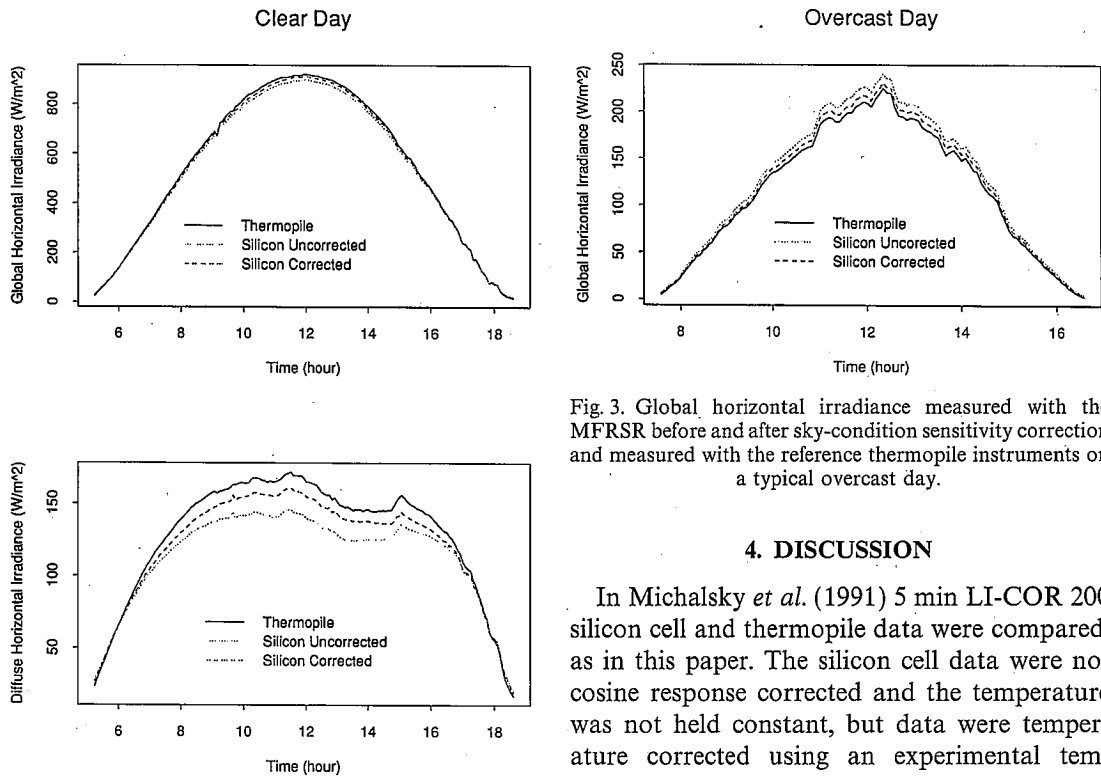 Clear Day
Global Horizontal Irradiance (W/m^2)
800
600
400
200
0
Thermopile
Silicon Uncorrected
Silicon Corrected
6 8 10 12 14 16 18
Time (hour)
Diffuse Horizontal Irradiance (W/m^2)
150
100
50
Thermopile
Silicon Uncorrected
Silicon Corrected
6 8 10 12 14 16 18
Time (hour)
Overcast Day
Global Horizontal Irradiance (W/m^2)
250
200
150
100
50
0
Thermopile
Silicon Uncorected
Silicon Corrected
8 10 12 14 16
Time (hour)
Fig. 3. Global horizontal irradiance measured with the
MFRSR before and after sky-condition sensitivity correction
and measured with the reference thermopile instruments on
a typical overcast day.
4. DISCUSSION
In Michalsky et al. (1991) 5 min LI-COR 200
silicon cell and thermopile data were compared
as in this paper. The silicon cell data were no
cosine response corrected and the temperature
was not held constant, but data were temper-
ature corrected using an experimental tem-